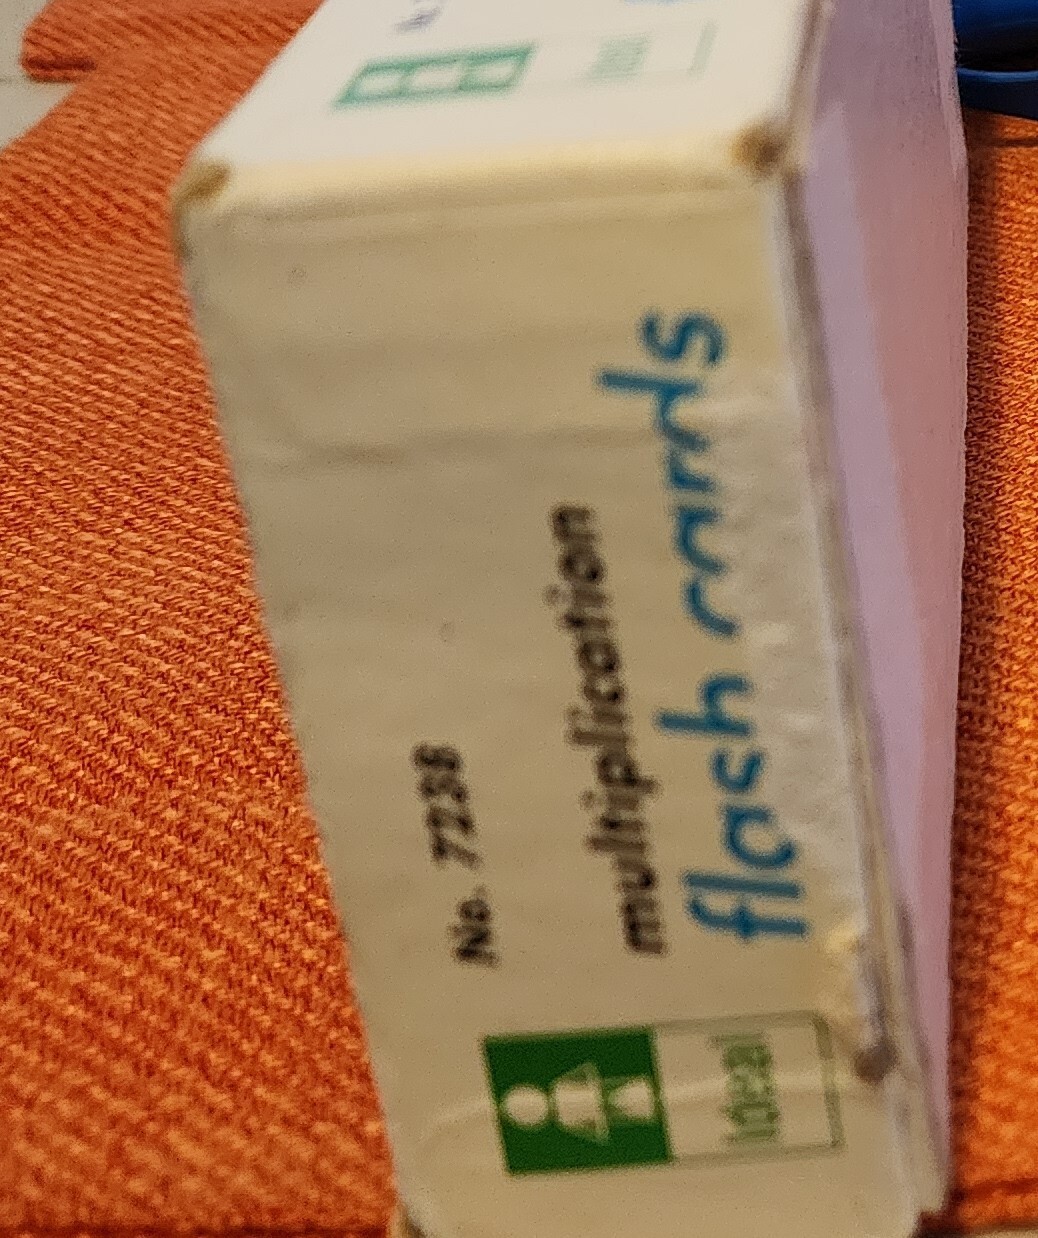 No. 7238
multiplication
flash cards
Ideal